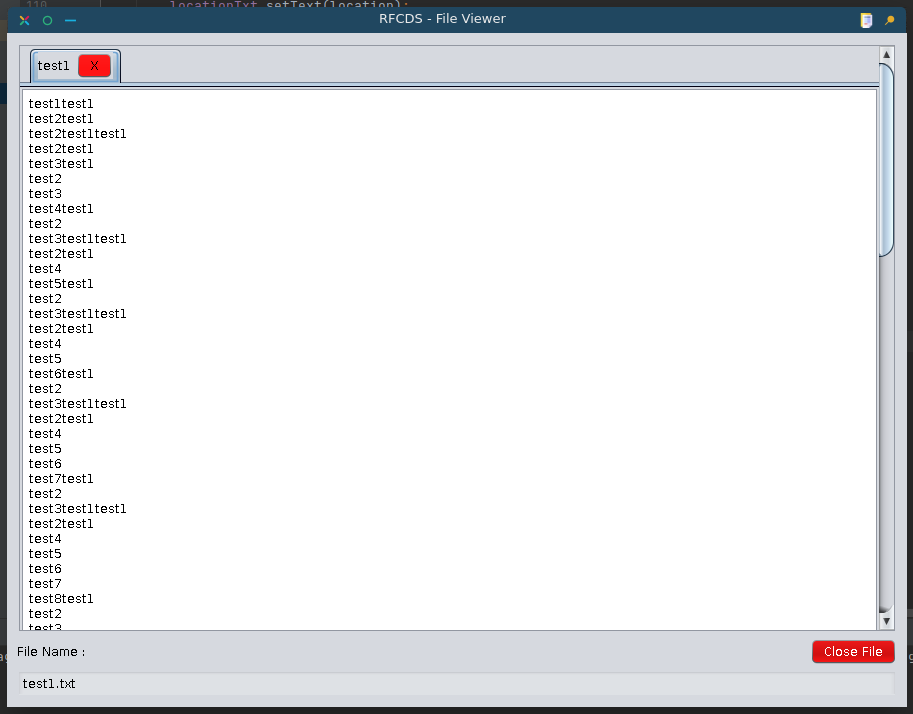 110 locationTxt.setText(location);
RFCDS - File Viewer
test1 X
test1test1
test2test1
test2test1test1
test2test1
test3test1
test2
test3
test4test1
test2
test3test1test1
test2test1
test4
test5test1
test2
test3test1test1
test2test1
test4
test5
test6test1
test2
test3test1test1
test2test1
test4
test5
test6
test7test1
test2
test3test1test1
test2test1
test4
test5
test6
test7
test8test1
test2
test3
File Name :
Close File
test1.txt